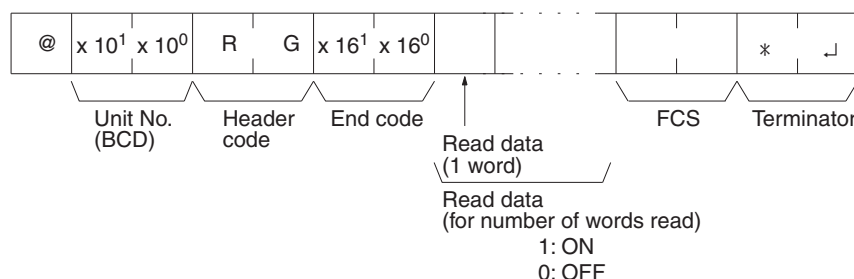 @ x 10¹ x 10⁰ R G x 16¹ x 16⁰ * ↵
Unit No. Header End code FCS Terminator
(BCD) code
Read data
(1 word)
Read data
(for number of words read)
1: ON
0: OFF